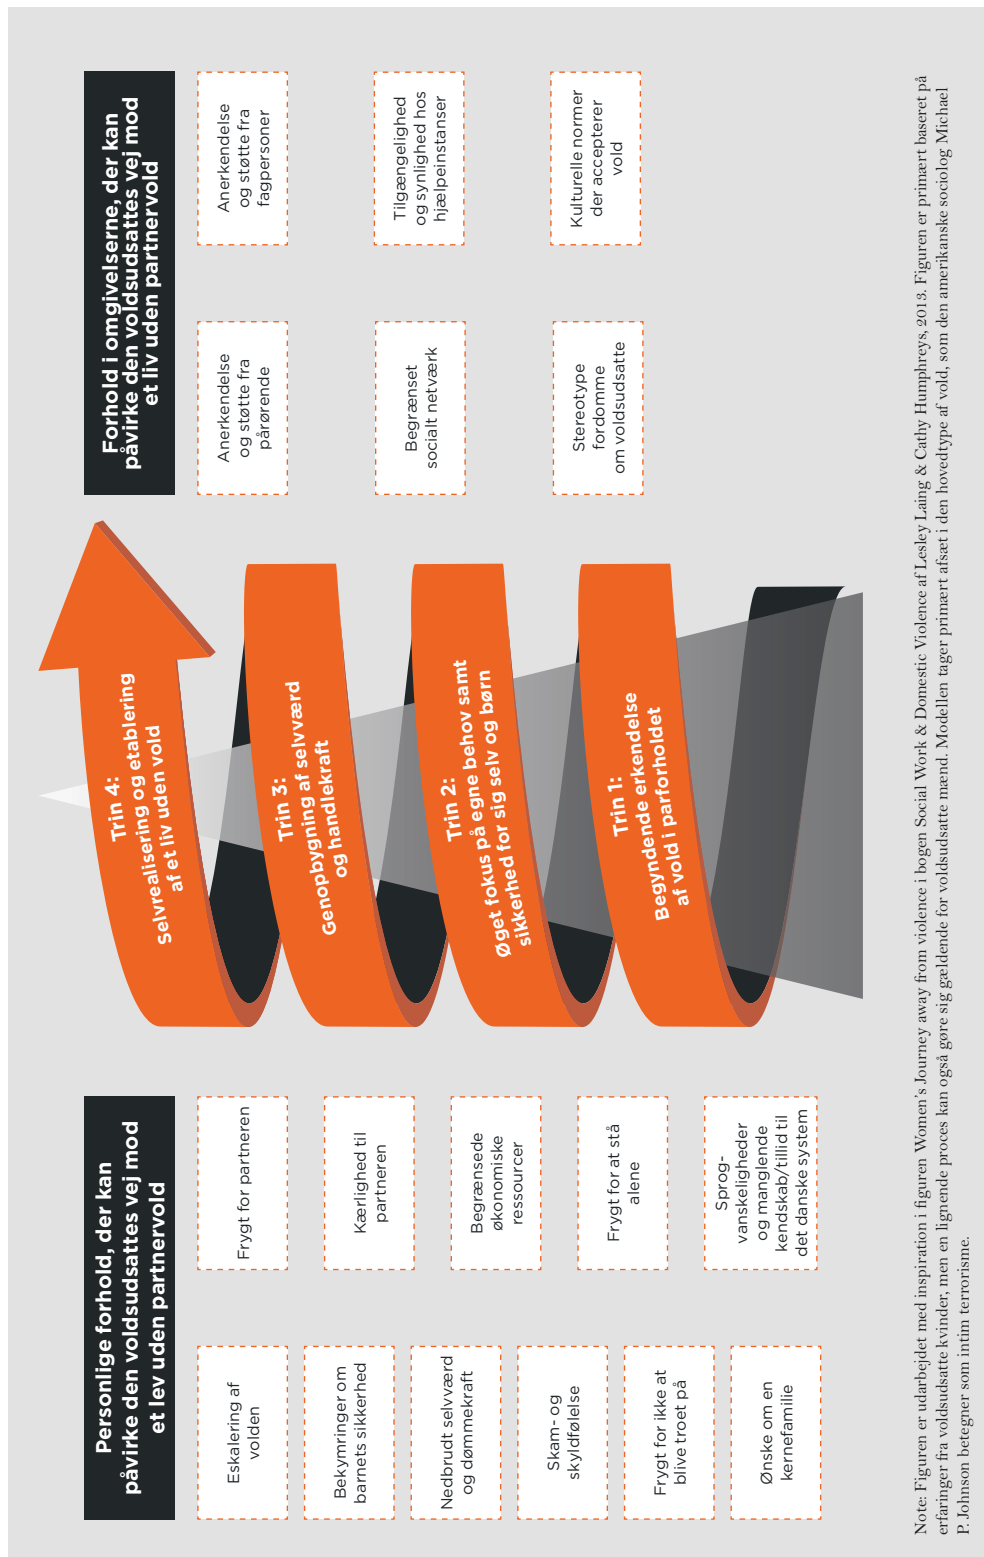 Personlige forhold, der kan
påvirke den voldsudsattes vej mod
et lev uden partnervold
Eskalering af
volden
Bekymringer om
barnets sikkerhed
Nedbrudt selvværd
og dømmekraft
Skam- og
skyldfølelse
Frygt for ikke at
blive troet på
Ønske om en
kernefamilie
Frygt for partneren
Kærlighed til
partneren
Begrænsede
økonomiske
ressourcer
Frygt for at stå
alene
Sprog-
vanskeligheder
og manglende
kendskab/tillid til
det danske system
Trin 4:
Selvrealisering og etablering
af et liv uden vold
Trin 3:
Genopbygning af selvværd
og handlekraft
Trin 2:
Øget fokus på egne behov samt
sikkerhed for sig selv og børn
Trin 1:
Begyndende erkendelse
af vold i parforholdet
Forhold i omgivelserne, der kan
påvirke den voldsudsattes vej mod
et liv uden partnervold
Anerkendelse
og støtte fra
pårørende
Begrænset
socialt netværk
Stereotype
fordomme
om voldsudsatte
Anerkendelse
og støtte fra
fagpersoner
Tilgængelighed
og synlighed hos
hjælpeinstanser
Kulturelle normer
der accepterer
vold
Note: Figuren er udarbejdet med inspiration i figuren Women's Journey away from violence i bogen Social Work & Domestic Violence af Lesley Laing & Cathy Humphreys, 2013. Figuren er primært baseret på
erfaringer fra voldsudsatte kvinder, men en lignende proces kan også gøre sig gældende for voldsudsatte mænd. Modellen tager primært afsæt i den hovedtype af vold, som den amerikanske sociolog Michael
P. Johnson betegner som intim terrorisme.